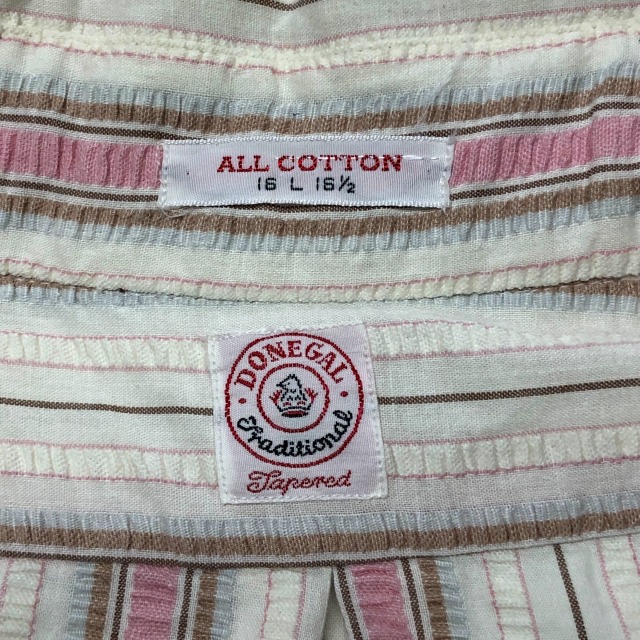 ALL COTTON
16 L 16½
· DONEGAL ·
Traditional
Tapered